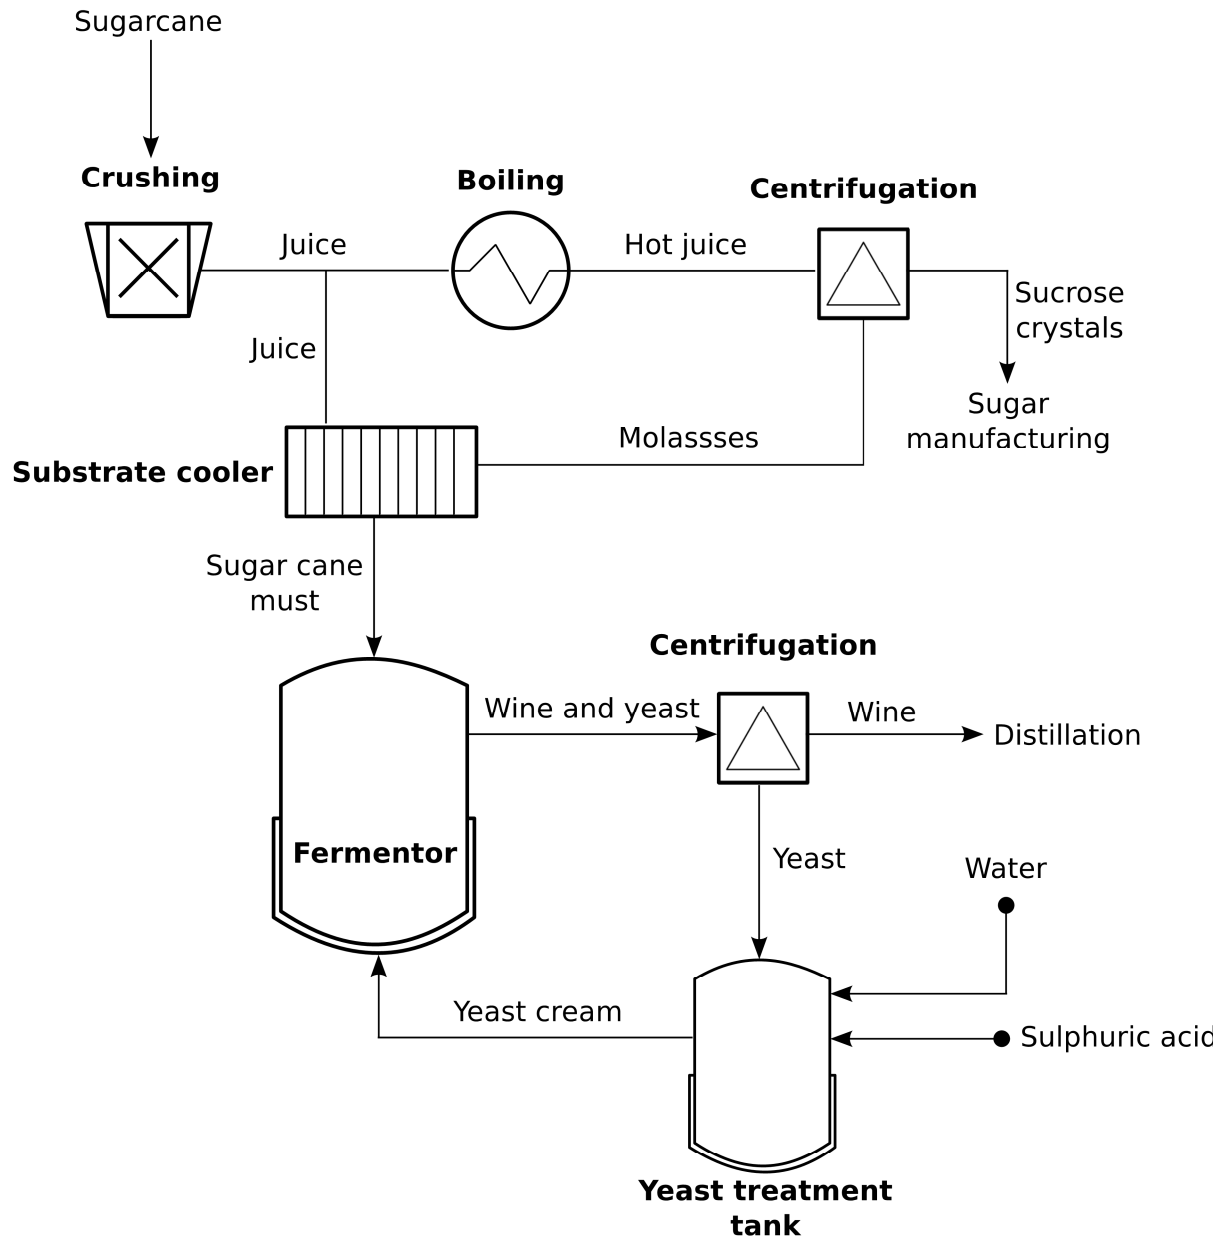 Sugarcane
Crushing
Boiling
Centrifugation
Juice
Hot juice
Sucrose
crystals
Juice
Sugar
manufacturing
Molassses
Substrate cooler
Sugar cane
must
Centrifugation
Wine and yeast
Wine
Distillation
Fermentor
Yeast
Water
Yeast cream
Sulphuric acid
Yeast treatment
tank